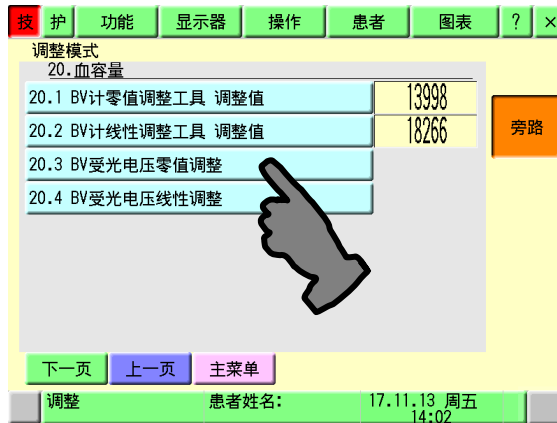 技 护 功能 显示器 操作 患者 图表 ? ×
调整模式
20.血容量
20.1 BV计零值调整工具 调整值 13998
20.2 BV计线性调整工具 调整值 18266
旁路
20.3 BV受光电压零值调整
20.4 BV受光电压线性调整
下一页 上一页 主菜单
调整 患者姓名: 17.11.13 周五
14:02